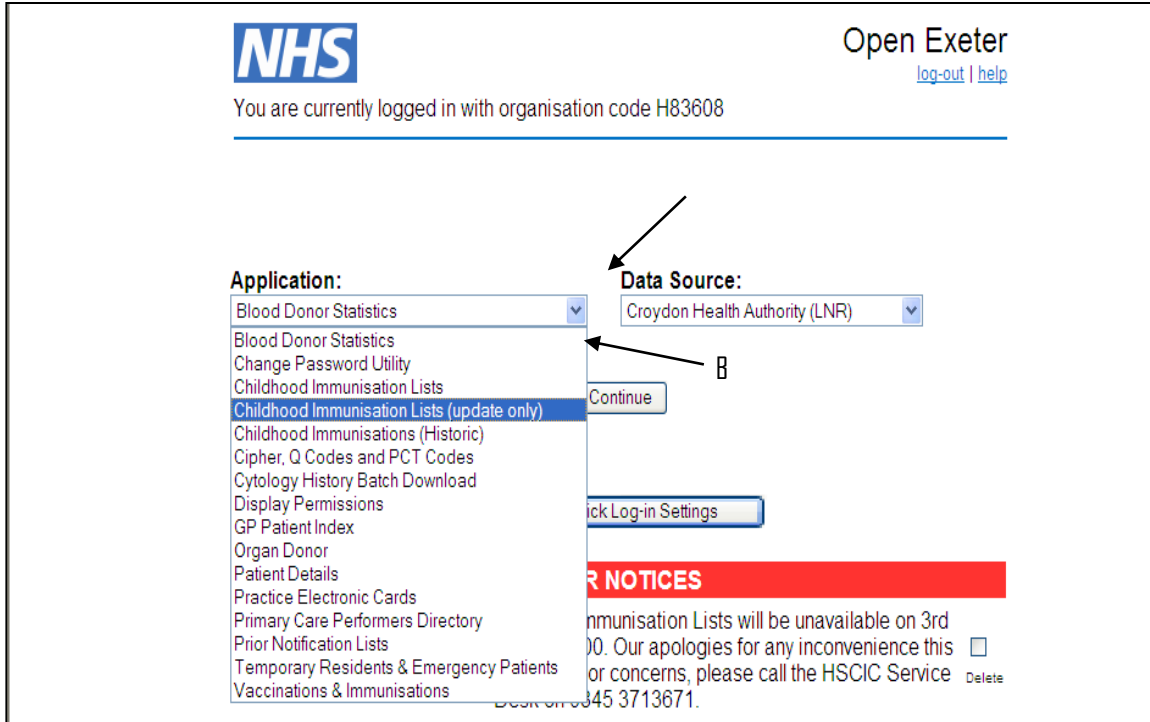 NHS
Open Exeter
log-out | help
You are currently logged in with organisation code H83608
Application:
Data Source:
Blood Donor Statistics
Croydon Health Authority (LNR)
Blood Donor Statistics
Change Password Utility
B
Childhood Immunisation Lists
Continue
Childhood Immunisation Lists (update only)
Childhood Immunisations (Historic)
Cipher, Q Codes and PCT Codes
Cytology History Batch Download
Display Permissions
ick Log-in Settings
GP Patient Index
Organ Donor
Patient Details
R NOTICES
Practice Electronic Cards
Primary Care Performers Directory
mmunisation Lists will be unavailable on 3rd
Prior Notification Lists
00. Our apologies for any inconvenience this
Temporary Residents & Emergency Patients
or concerns, please call the HSCIC Service
Delete
Vaccinations & Immunisations
345 3713671.